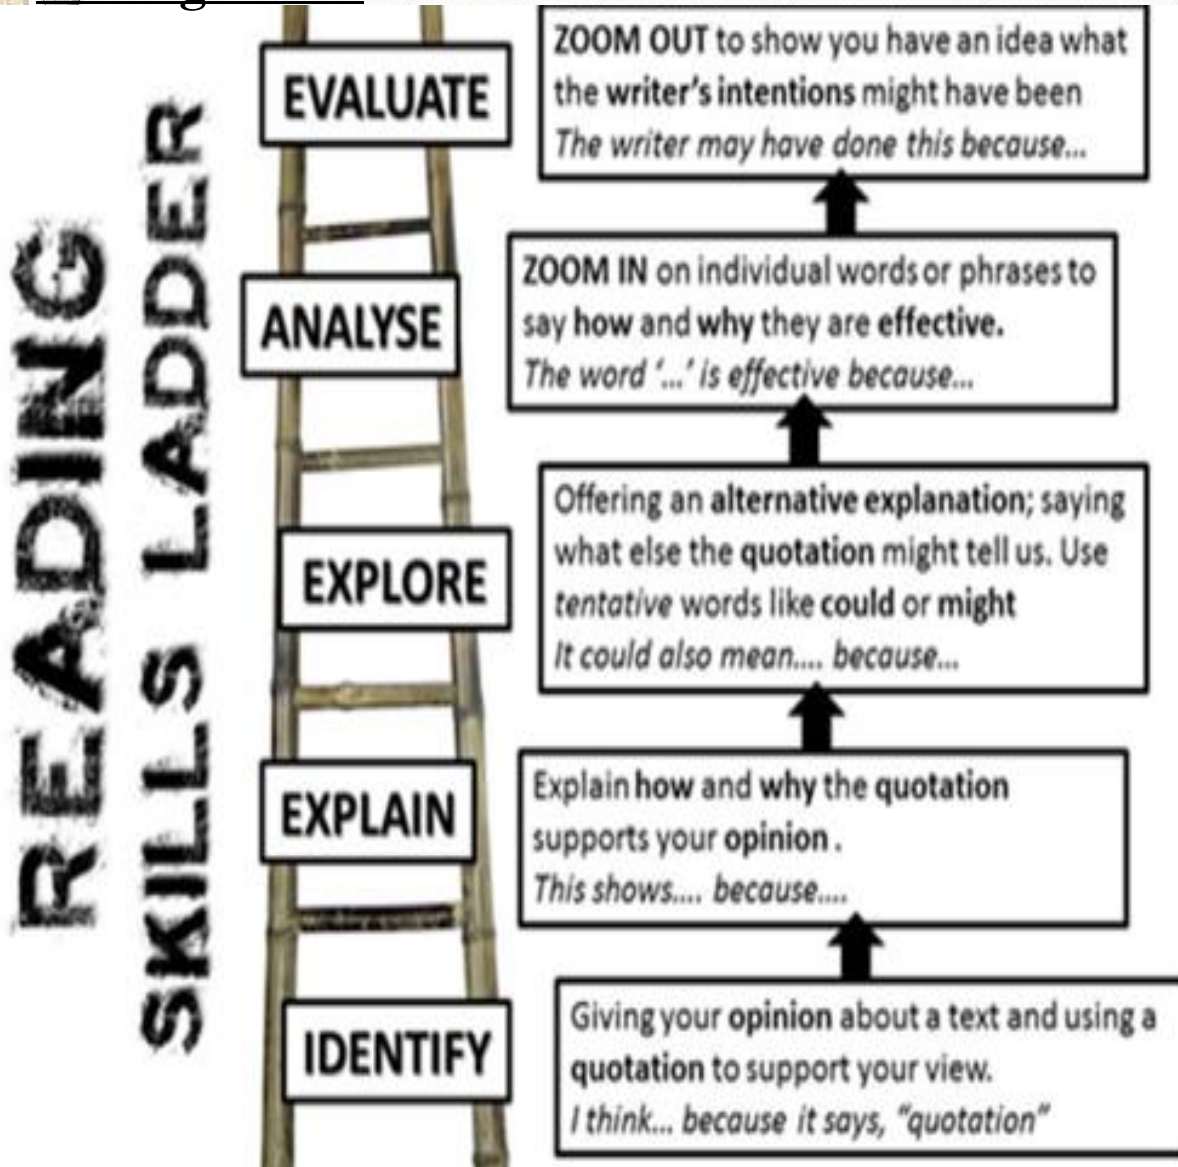 READING
SKILLS LADDER
EVALUATE
ZOOM OUT to show you have an idea what
the writer's intentions might have been
The writer may have done this because...
ANALYSE
ZOOM IN on individual words or phrases to
say how and why they are effective.
The word '...' is effective because...
EXPLORE
Offering an alternative explanation; saying
what else the quotation might tell us. Use
tentative words like could or might
It could also mean.... because...
EXPLAIN
Explain how and why the quotation
supports your opinion .
This shows.... because....
IDENTIFY
Giving your opinion about a text and using a
quotation to support your view.
I think... because it says, "quotation"